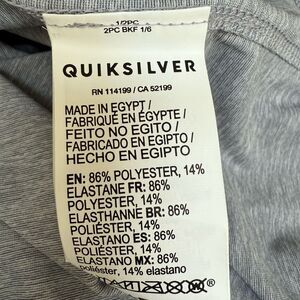 1/2PC
2PC BKF 1/6
QUIKSILVER
RN 114199 / CA 52199
MADE IN EGYPT /
FABRIQUÉ EN ÉGYPTE /
FEITO NO EGITO /
FABRICADO EN EGIPTO /
HECHO EN EGIPTO
EN: 86% POLYESTER, 14%
ELASTANE FR: 86%
POLYESTER, 14%
ELASTHANNE BR: 86%
POLIÉSTER, 14%
ELASTANO ES: 86%
POLIÉSTER, 14%
ELASTANO MX: 86%
poliéster, 14% elastano